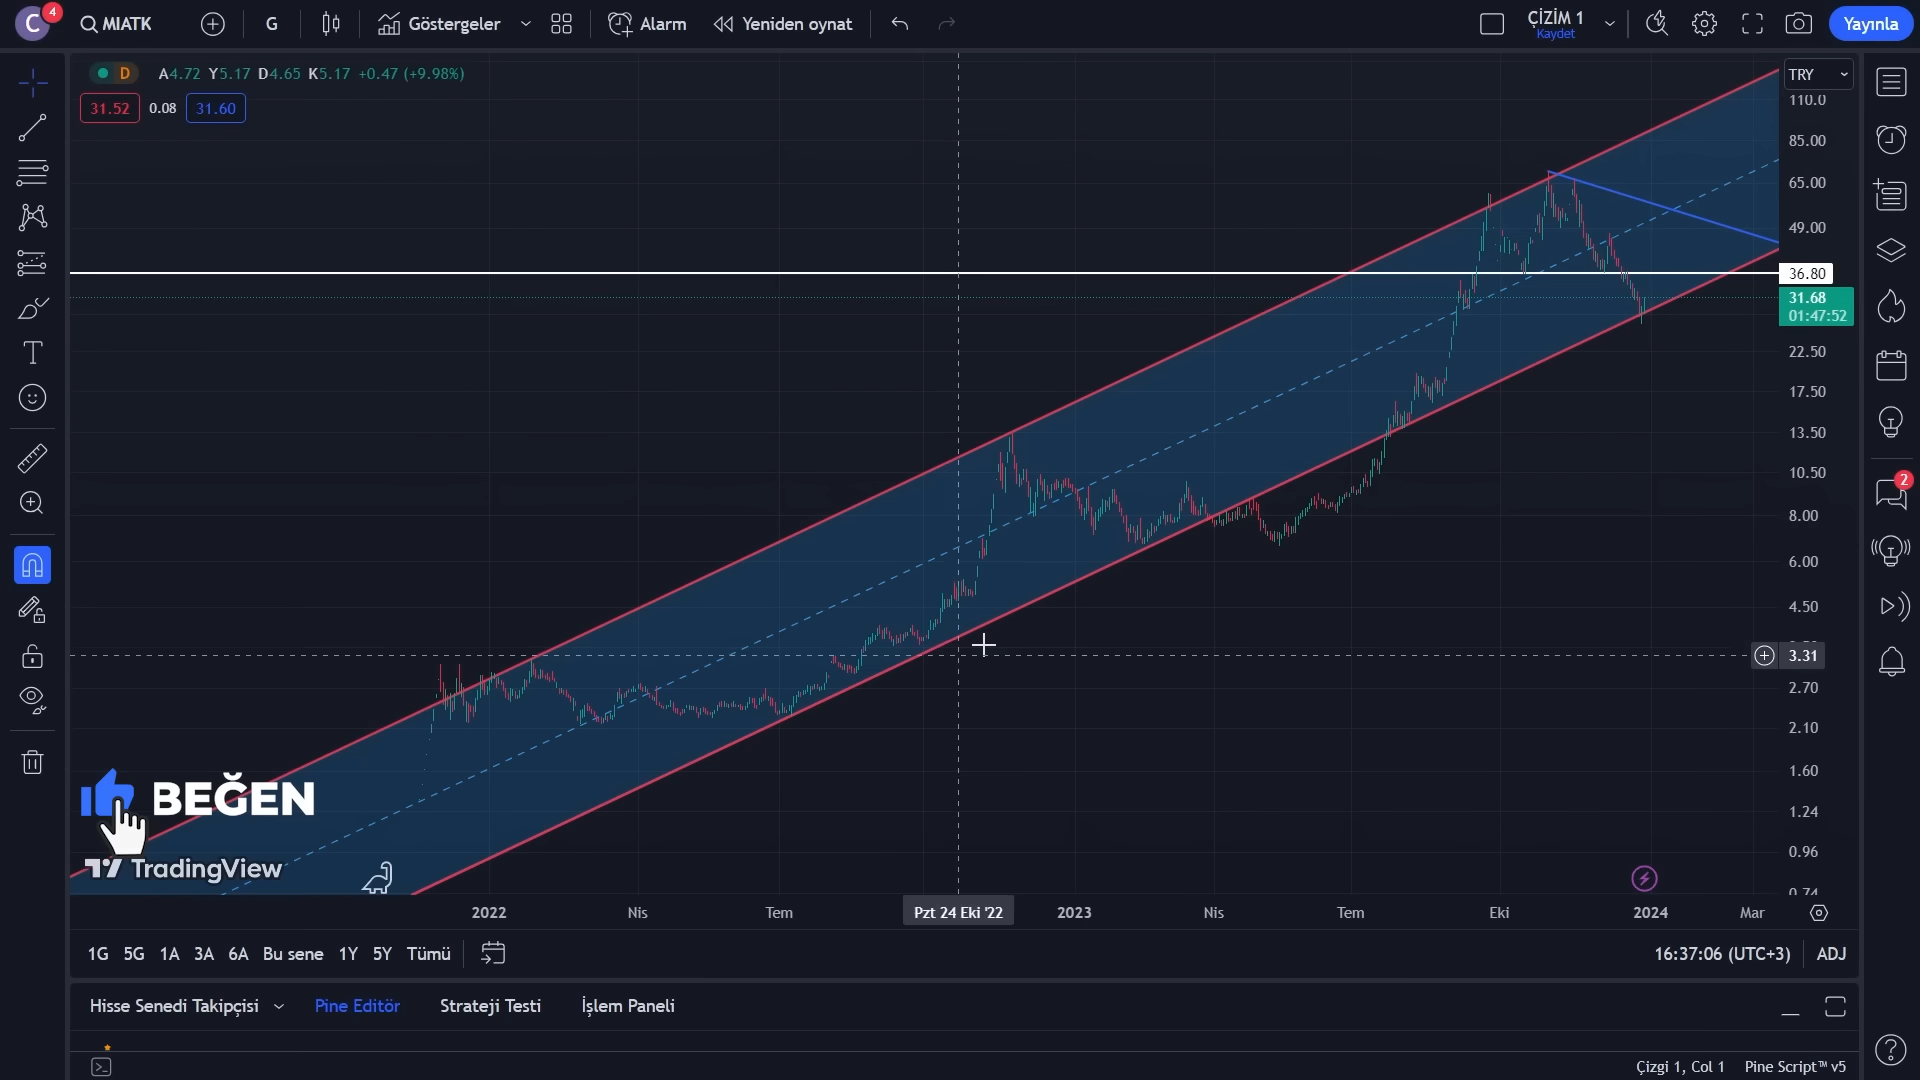 C 4 MIATK G Göstergeler Alarm Yeniden oynat ÇİZİM 1 Kaydet Yayınla
D A4.72 Y5.17 D4.65 K5.17 +0.47 (+9.98%) TRY
31.52 0.08 31.60
110.0
85.00
65.00
49.00
36.80
31.68
01:47:52
22.50
17.50
13.50
10.50
8.00
6.00
4.50
3.31
2.70
2.10
1.60
1.24
0.96
0.74
2
BEĞEN
TradingView
2022 Nis Tem Pzt 24 Eki '22 2023 Nis Tem Eki 2024 Mar
1G 5G 1A 3A 6A Bu sene 1Y 5Y Tümü 16:37:06 (UTC+3) ADJ
Hisse Senedi Takipçisi Pine Editör Strateji Testi İşlem Paneli
Çizgi 1, Col 1 Pine Script™ v5